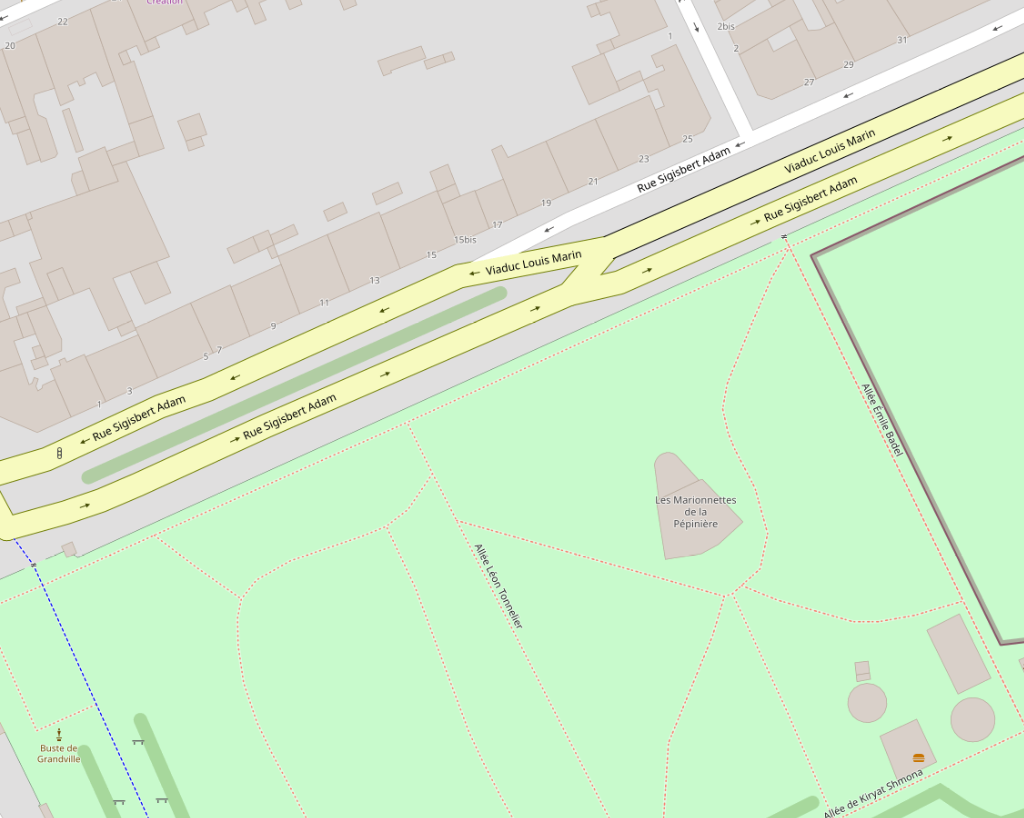 Création
22
20
1
2bis
2
31
29
27
25
23
21
19
17
15bis
15
13
11
9
5
7
3
1
Viaduc Louis Marin
Rue Sigisbert Adam
Rue Sigisbert Adam
Viaduc Louis Marin
Rue Sigisbert Adam
Rue Sigisbert Adam
Allée Émile Badel
Les Marionnettes
de la
Pépinière
Allée Léon Tonnelier
Buste de
Grandville
Allée de Kiryat Shmona